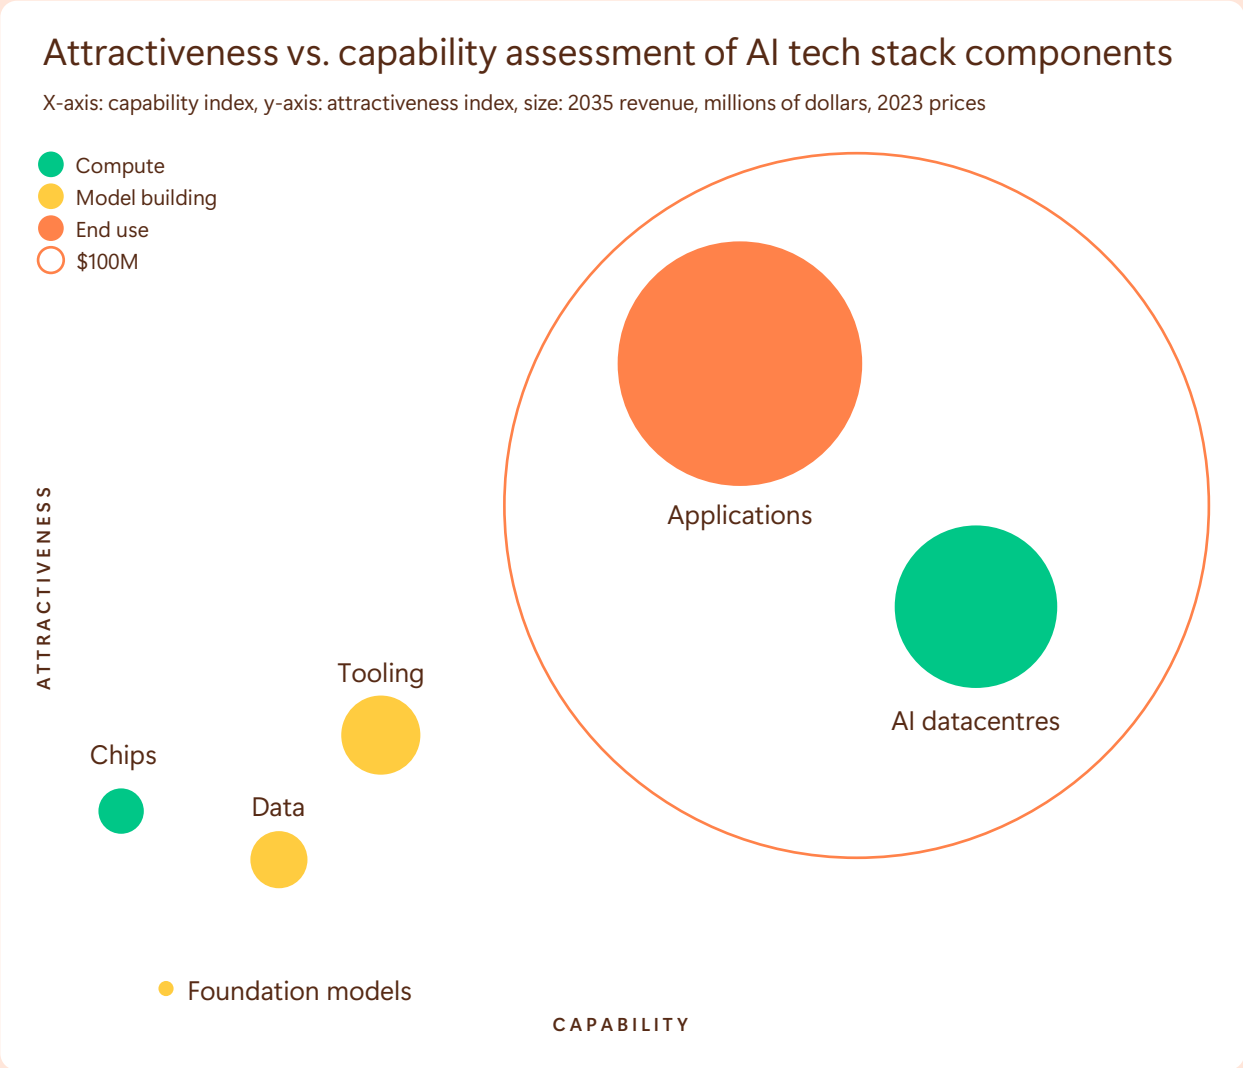 Attractiveness vs. capability assessment of AI tech stack components
X-axis: capability index, y-axis: attractiveness index, size: 2035 revenue, millions of dollars, 2023 prices
Compute
Model building
End use
$100M
Applications
ATTRACTIVENESS
Tooling
AI datacentres
Chips
Data
Foundation models
CAPABILITY